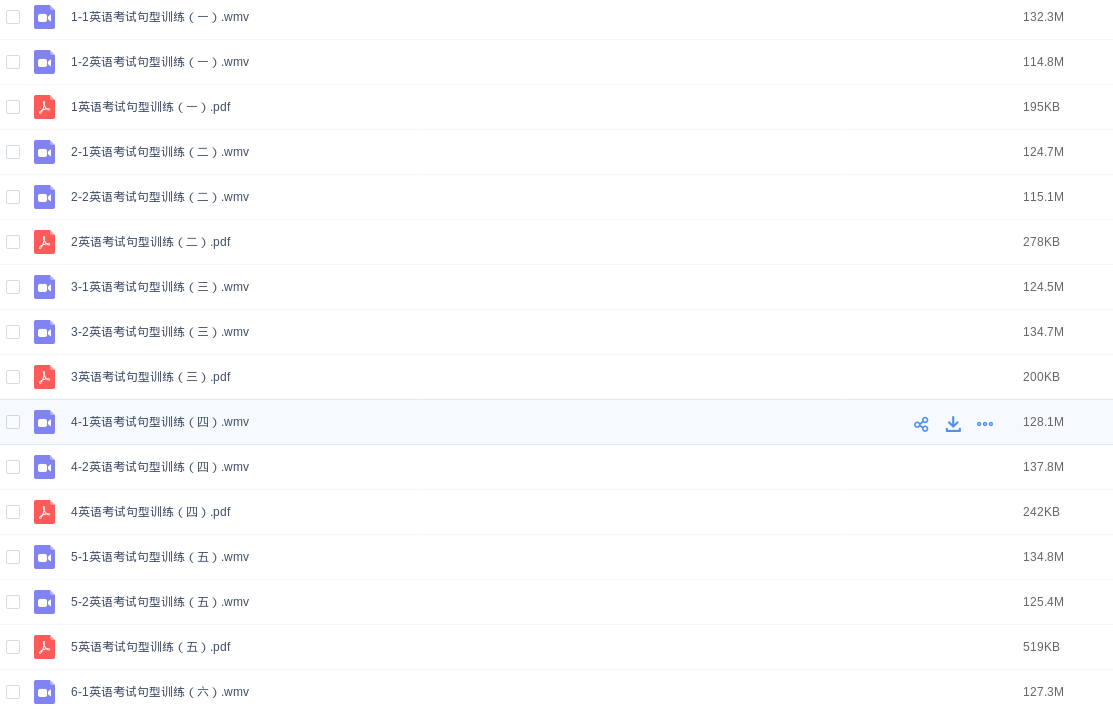 1-1英语考试句型训练（一）.wmv 132.3M
1-2英语考试句型训练（一）.wmv 114.8M
1英语考试句型训练（一）.pdf 195KB
2-1英语考试句型训练（二）.wmv 124.7M
2-2英语考试句型训练（二）.wmv 115.1M
2英语考试句型训练（二）.pdf 278KB
3-1英语考试句型训练（三）.wmv 124.5M
3-2英语考试句型训练（三）.wmv 134.7M
3英语考试句型训练（三）.pdf 200KB
4-1英语考试句型训练（四）.wmv 128.1M
4-2英语考试句型训练（四）.wmv 137.8M
4英语考试句型训练（四）.pdf 242KB
5-1英语考试句型训练（五）.wmv 134.8M
5-2英语考试句型训练（五）.wmv 125.4M
5英语考试句型训练（五）.pdf 519KB
6-1英语考试句型训练（六）.wmv 127.3M